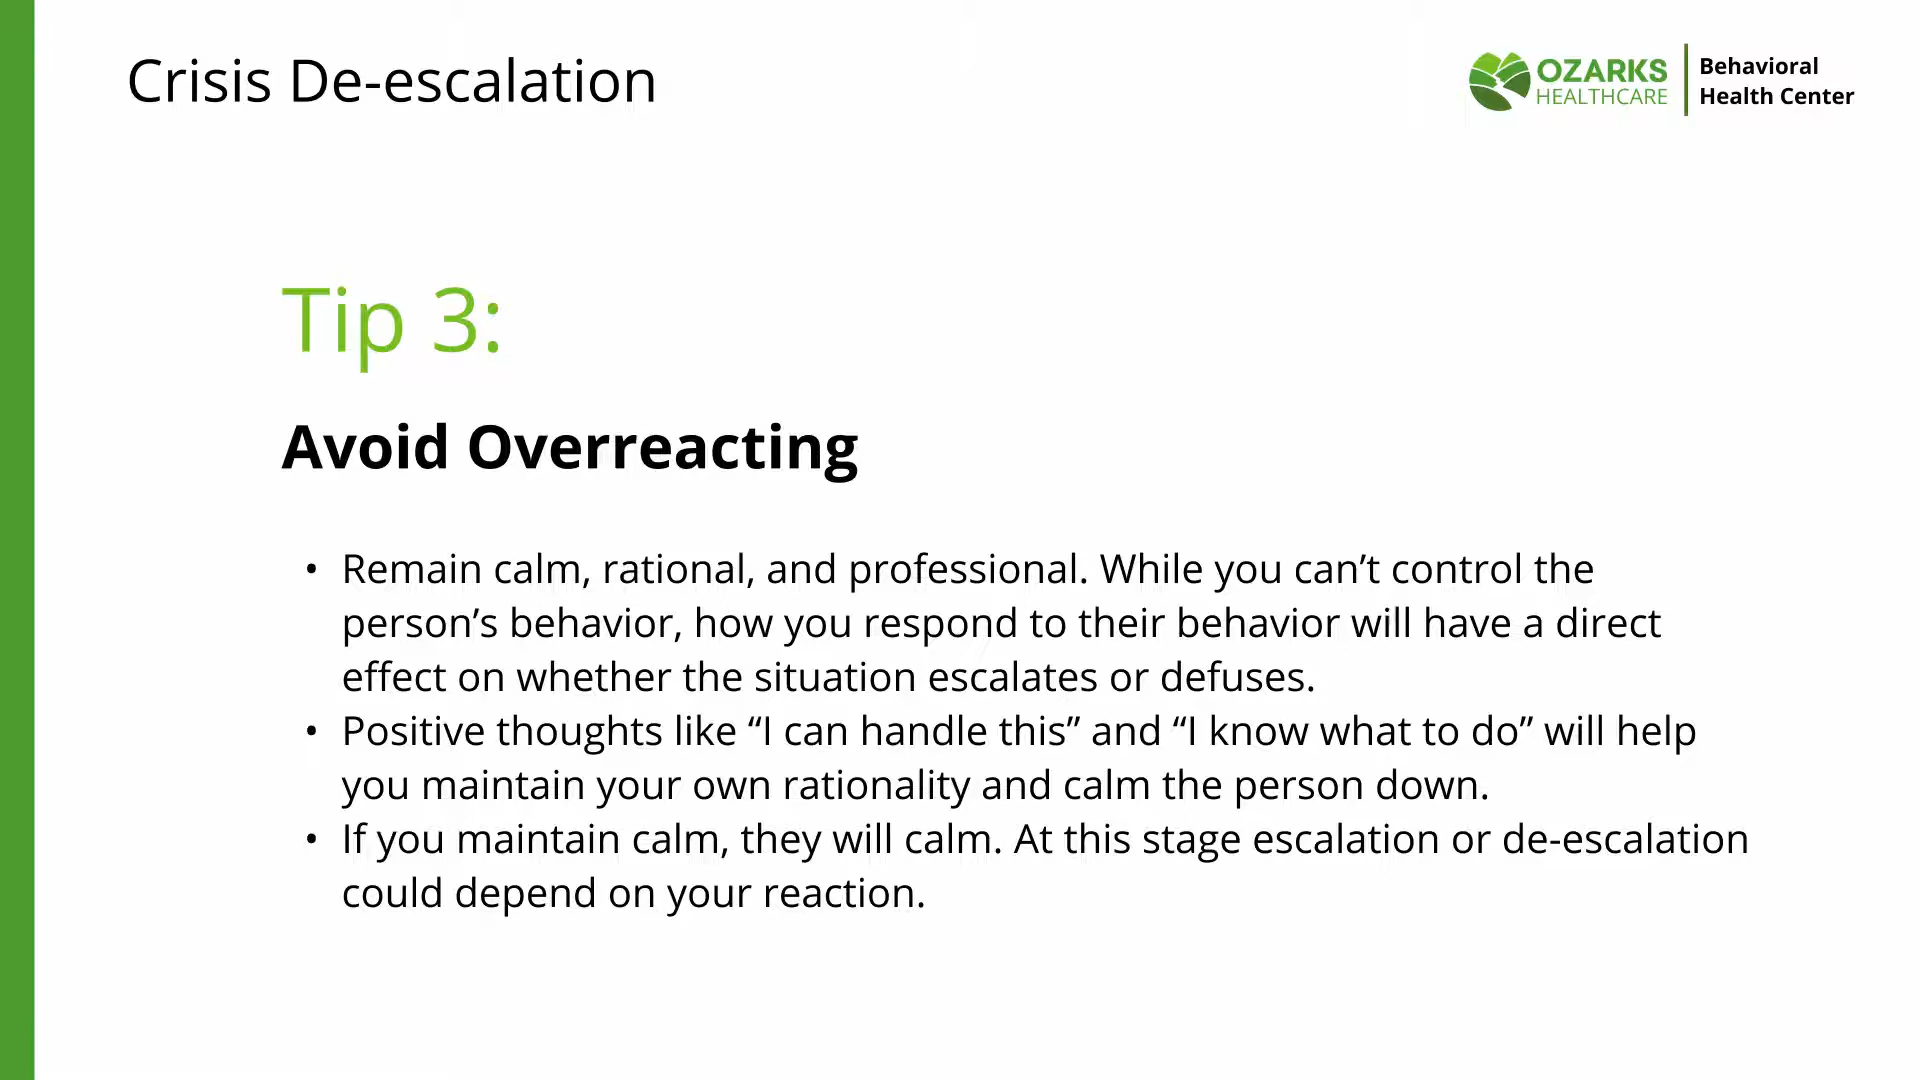 Crisis De-escalation
OZARKS
HEALTHCARE
Behavioral
Health Center
Tip 3:
Avoid Overreacting
• Remain calm, rational, and professional. While you can’t control the
person’s behavior, how you respond to their behavior will have a direct
effect on whether the situation escalates or defuses.
• Positive thoughts like “I can handle this” and “I know what to do” will help
you maintain your own rationality and calm the person down.
• If you maintain calm, they will calm. At this stage escalation or de-escalation
could depend on your reaction.